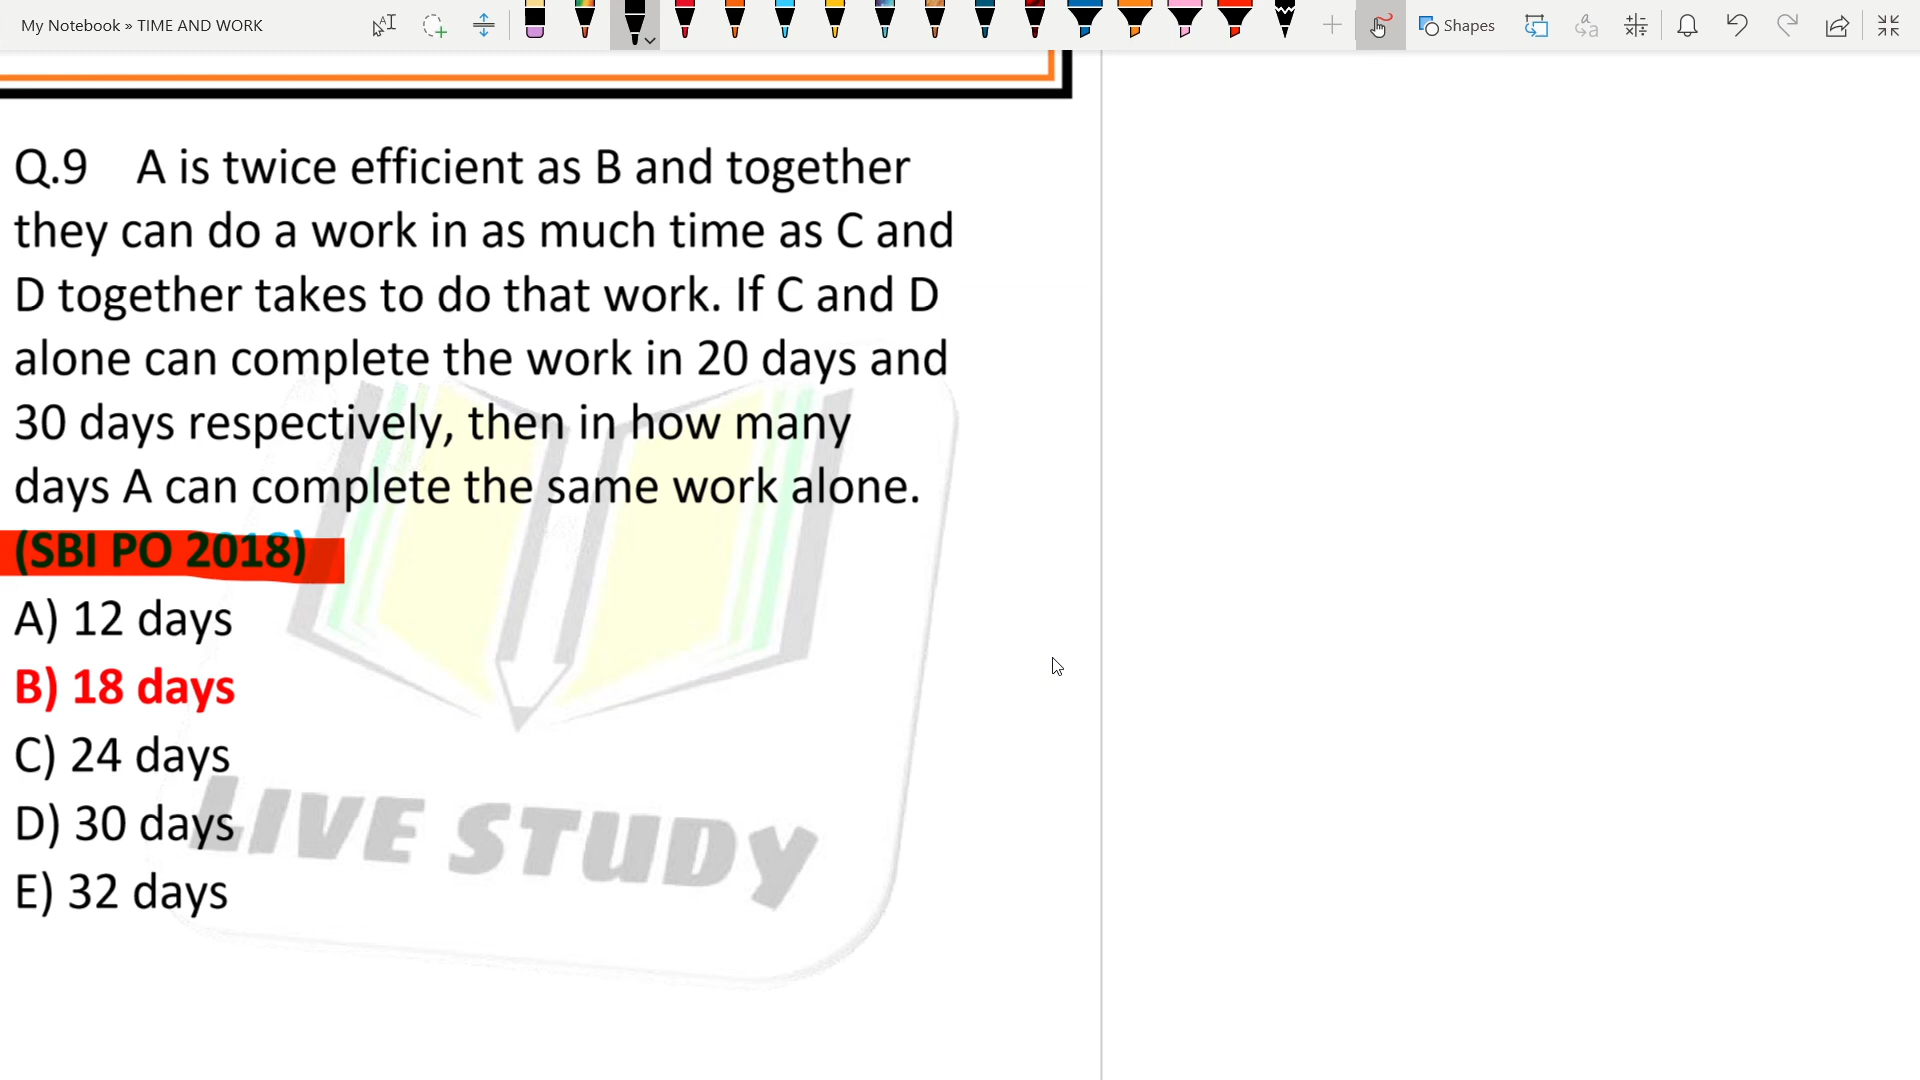 My Notebook » TIME AND WORK
Shapes
Q.9 A is twice efficient as B and together
they can do a work in as much time as C and
D together takes to do that work. If C and D
alone can complete the work in 20 days and
30 days respectively, then in how many
days A can complete the same work alone.
(SBI PO 2018)
A) 12 days
B) 18 days
C) 24 days
D) 30 days
E) 32 days
LIVE STUDY